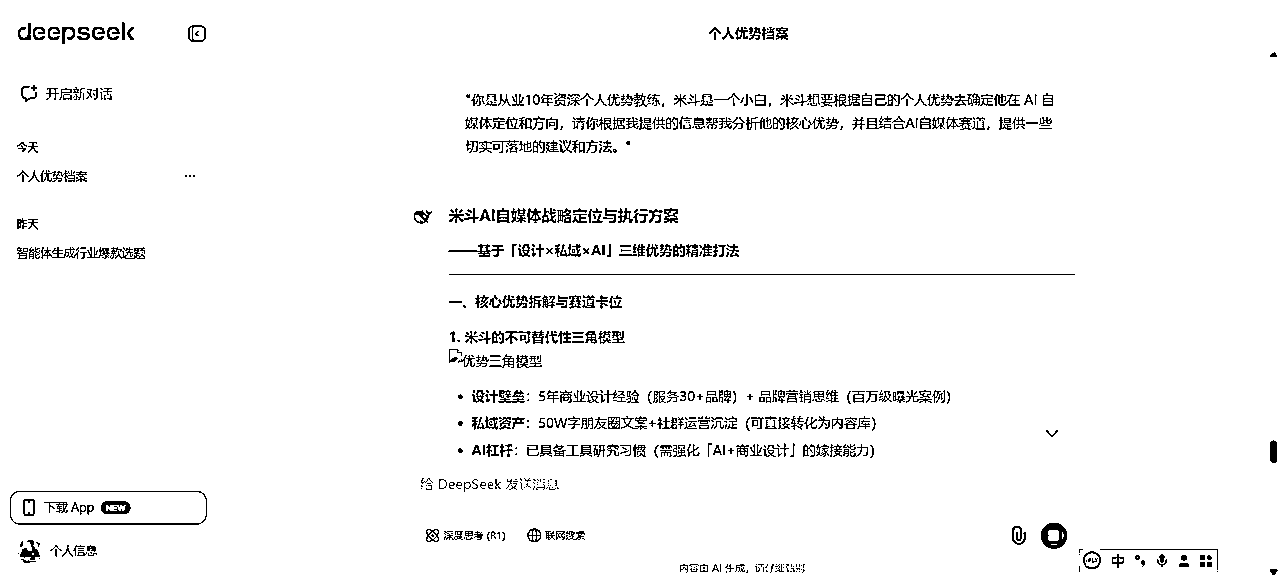 deepseek
个人优势档案
开启新对话
今天
个人优势档案
昨天
智能体生成行业爆款选题
下载 App NEW
个人信息
"你是从业10年资深个人优势教练，米斗是一个小白，米斗想要根据自己的个人优势去确定他在 AI 自
媒体定位和方向，请你根据我提供的信息帮我分析他的核心优势，并且结合AI自媒体赛道，提供一些
切实可落地的建议和方法。"
米斗AI自媒体战略定位与执行方案
——基于「设计×私域×AI」三维优势的精准打法
一、核心优势拆解与赛道卡位
1. 米斗的不可替代性三角模型
优势三角模型
• 设计壁垒：5年商业设计经验（服务30+品牌）+ 品牌营销思维（百万级曝光案例）
• 私域资产：50W字朋友圈文案+社群运营沉淀（可直接转化为内容库）
• AI杠杆：已具备工具研究习惯（需强化「AI+商业设计」的嫁接能力）
给 DeepSeek 发送消息
深度思考 (R1) 联网搜索
内容由 AI 生成，请仔细甄别
中